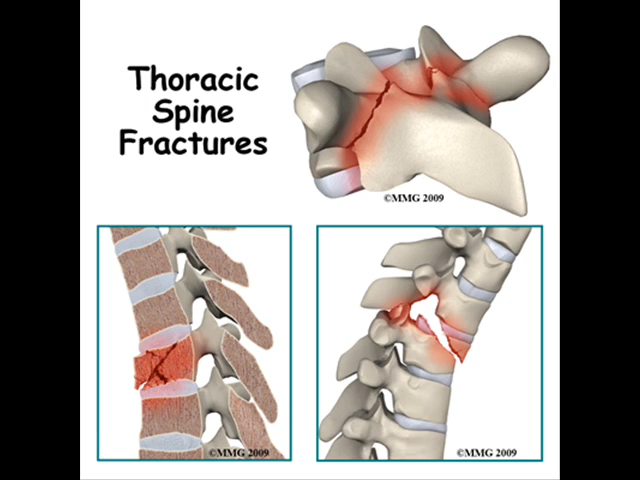 Thoracic
Spine
Fractures
©MMG 2009
©MMG 2009
©MMG 2009